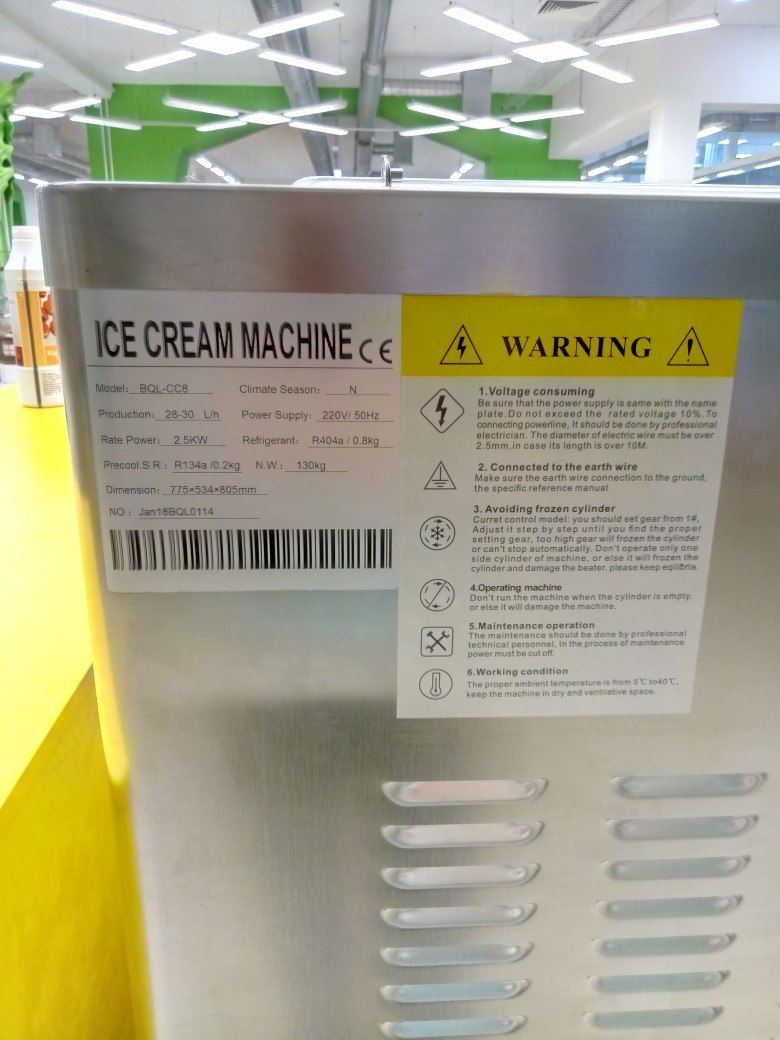 ICE CREAM MACHINE CE
Model: BQL-CC8 Climate Season: N
Production: 28-30 L/h Power Supply: 220V/ 50Hz
Rate Power: 2.5KW Refrigerant: R404a / 0.8kg
Precool.S.R.: R134a /0.2kg N.W.: 130kg
Dimension: 775×534×805mm
NO.: Jan18BQL0114
WARNING
1.Voltage consuming
Be sure that the power supply is same with the name
plate.Do not exceed the rated voltage 10%.To
connecting powerline, It should be done by professional
electrician. The diameter of electric wire must be over
2.5mm,in case its length is over 10M.
2. Connected to the earth wire
Make sure the earth wire connection to the ground,
the specific reference manual
3. Avoiding frozen cylinder
Curret control model: you should set gear from 1#,
Adjust it step by step until you find the proper
setting gear, too high gear will frozen the cylinder
or can't stop automatically. Don't operate only one
side cylinder of machine, or else it will frozen the
cylinder and damage the beater. please keep eqilibria.
4.Operating machine
Don't run the machine when the cylinder is empty.
or else it will damage the machine.
5.Maintenance operation
The maintenance should be done by professional
technical personnel, In the process of maintenance
power must be cut off.
6.Working condition
The proper ambient temperature is from 5℃ to40℃,
keep the machine in dry and ventilative space.